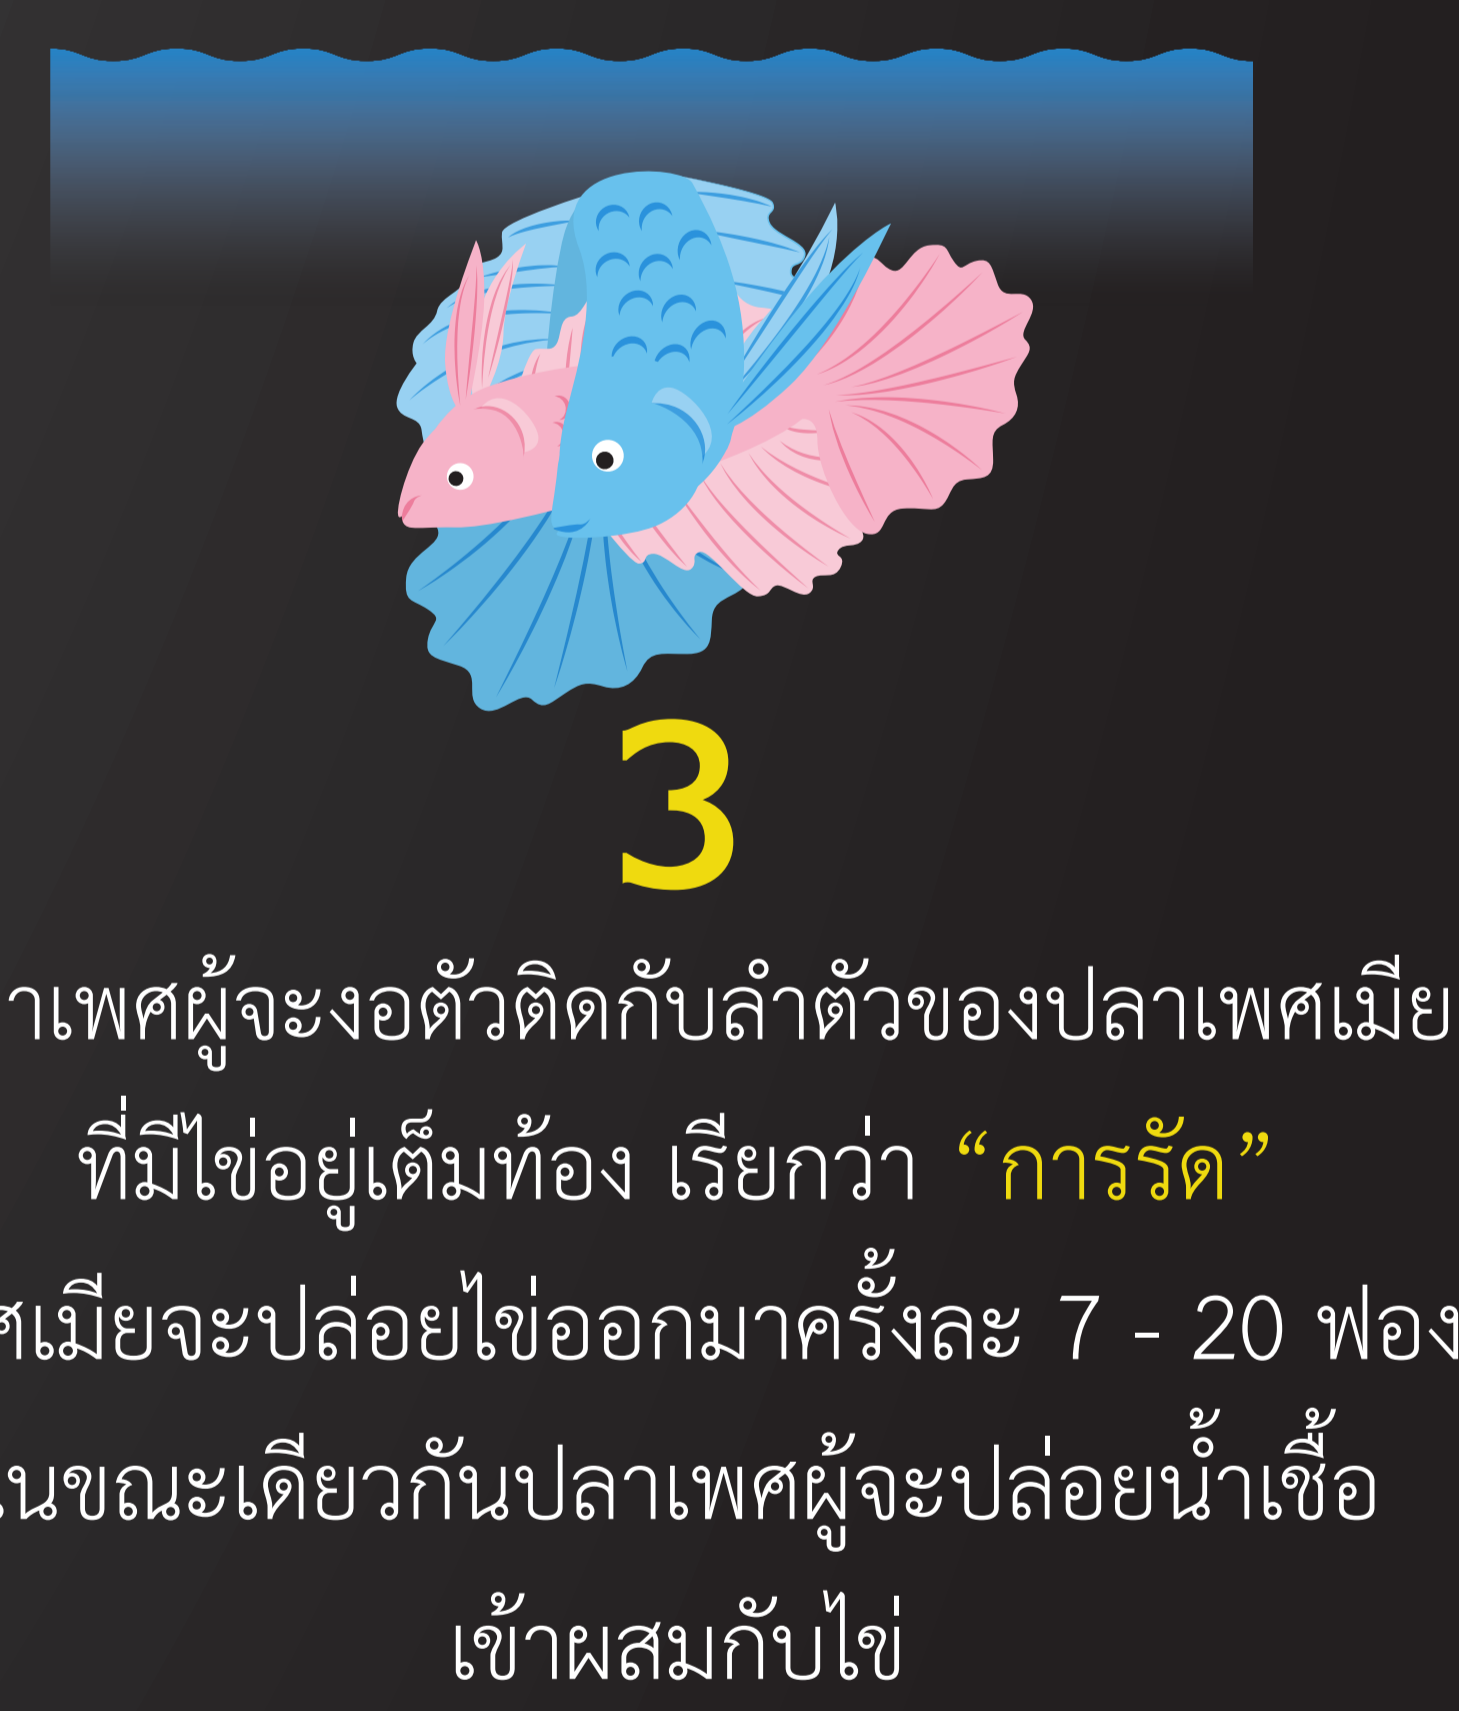 3
าเพศผู้จะงอตัวติดกับลำตัวของปลาเพศเมีย
ที่มีไข่อยู่เต็มท้อง เรียกว่า “การรัด”
ศเมียจะปล่อยไข่ออกมาครั้งละ 7 - 20 ฟอง
นขณะเดียวกันปลาเพศผู้จะปล่อยน้ำเชื้อ
เข้าผสมกับไข่